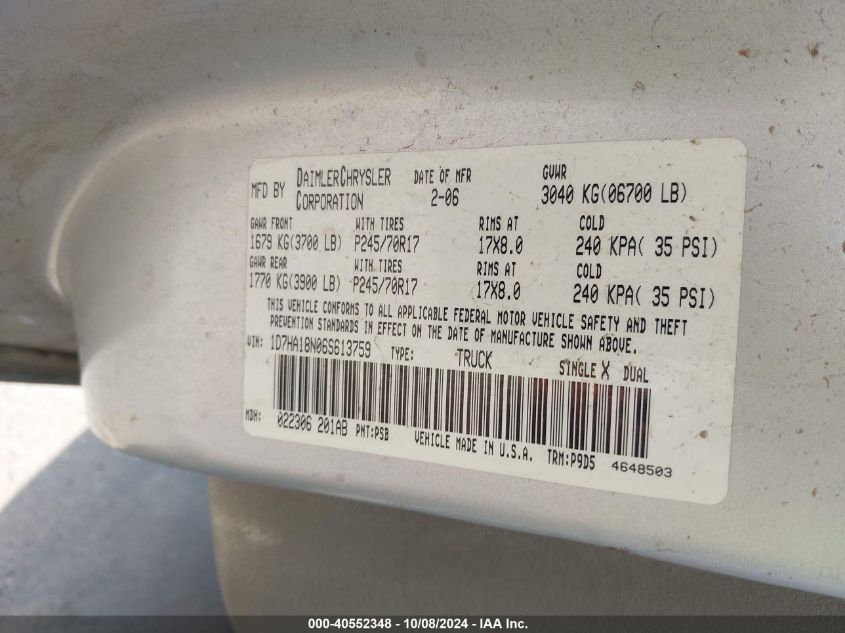 MFD BY DAIMLERCHRYSLER CORPORATION DATE OF MFR 2-06 GVWR 3040 KG(06700 LB)
GAWR FRONT WITH TIRES RIMS AT COLD
1679 KG(3700 LB) P245/70R17 17X8.0 240 KPA( 35 PSI)
GAWR REAR WITH TIRES RIMS AT COLD
1770 KG(3900 LB) P245/70R17 17X8.0 240 KPA( 35 PSI)
THIS VEHICLE CONFORMS TO ALL APPLICABLE FEDERAL MOTOR VEHICLE SAFETY AND THEFT
PREVENTION STANDARDS IN EFFECT ON THE DATE OF MANUFACTURE SHOWN ABOVE.
VIN: 1D7HA18N06S613759 TYPE: TRUCK SINGLE X DUAL
MDH: 022306 201AB PNT:PSB VEHICLE MADE IN U.S.A. TRM:P9D5 4648503
000-40552348 - 10/08/2024 - IAA Inc.